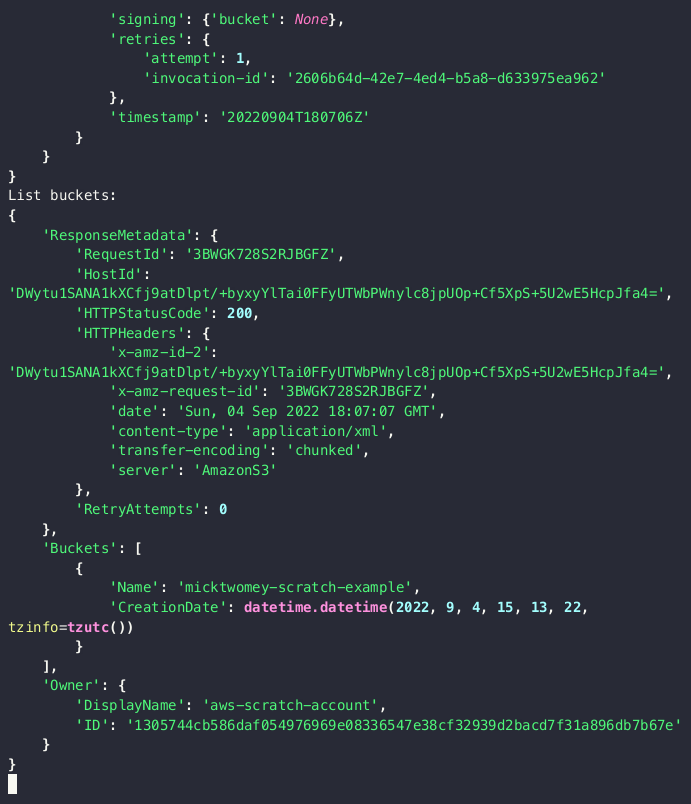 'signing': {'bucket': None},
            'retries': {
                'attempt': 1,
                'invocation-id': '2606b64d-42e7-4ed4-b5a8-d633975ea962'
            },
            'timestamp': '20220904T180706Z'
        }
    }
}
List buckets:
{
    'ResponseMetadata': {
        'RequestId': '3BWGK728S2RJBGFZ',
        'HostId':
'DWytu1SANA1kXCfj9atDlpt/+byxyYlTai0FFyUTWbPWnylc8jpUOp+Cf5XpS+5U2wE5HcpJfa4=',
        'HTTPStatusCode': 200,
        'HTTPHeaders': {
            'x-amz-id-2':
'DWytu1SANA1kXCfj9atDlpt/+byxyYlTai0FFyUTWbPWnylc8jpUOp+Cf5XpS+5U2wE5HcpJfa4=',
            'x-amz-request-id': '3BWGK728S2RJBGFZ',
            'date': 'Sun, 04 Sep 2022 18:07:07 GMT',
            'content-type': 'application/xml',
            'transfer-encoding': 'chunked',
            'server': 'AmazonS3'
        },
        'RetryAttempts': 0
    },
    'Buckets': [
        {
            'Name': 'micktwomey-scratch-example',
            'CreationDate': datetime.datetime(2022, 9, 4, 15, 13, 22,
tzinfo=tzutc())
        }
    ],
    'Owner': {
        'DisplayName': 'aws-scratch-account',
        'ID': '1305744cb586daf054976969e08336547e38cf32939d2bacd7f31a896db7b67e'
    }
}